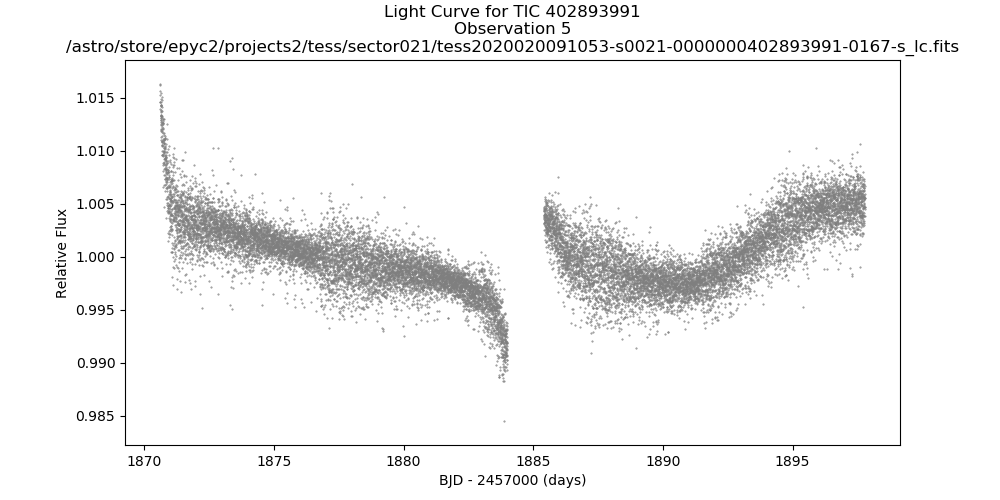 Light Curve for TIC 402893991
Observation 5
/astro/store/epyc2/projects2/tess/sector021/tess2020020091053-s0021-0000000402893991-0167-s_lc.fits
1.015
1.010
1.005
1.000
0.995
0.990
0.985
Relative Flux
1870 1875 1880 1885 1890 1895
BJD - 2457000 (days)